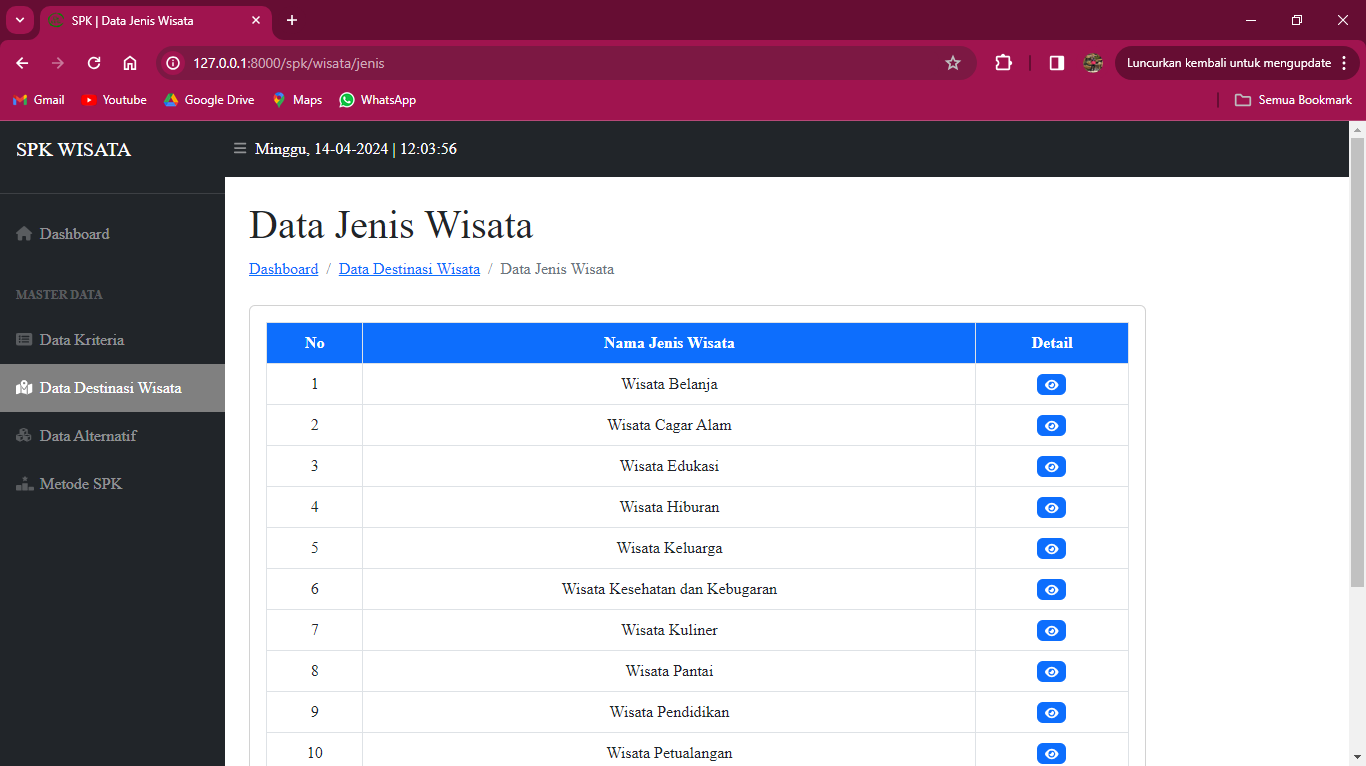 SPK | Data Jenis Wisata
127.0.0.1:8000/spk/wisata/jenis
Luncurkan kembali untuk mengupdate
Gmail Youtube Google Drive Maps WhatsApp Semua Bookmark
SPK WISATA
Minggu, 14-04-2024 | 12:03:56
Dashboard
MASTER DATA
Data Kriteria
Data Destinasi Wisata
Data Alternatif
Metode SPK
Data Jenis Wisata
Dashboard / Data Destinasi Wisata / Data Jenis Wisata
No Nama Jenis Wisata Detail
1 Wisata Belanja
2 Wisata Cagar Alam
3 Wisata Edukasi
4 Wisata Hiburan
5 Wisata Keluarga
6 Wisata Kesehatan dan Kebugaran
7 Wisata Kuliner
8 Wisata Pantai
9 Wisata Pendidikan
10 Wisata Petualangan